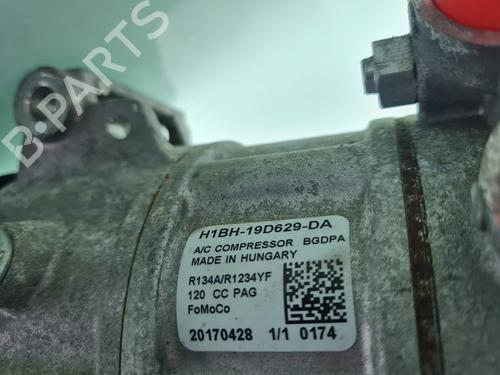 B-PARTS
H1BH-19D629-DA
A/C COMPRESSOR BGDPA
MADE IN HUNGARY
R134A/R1234YF
120 CC PAG
FoMoCo
20170428 1/1 0174